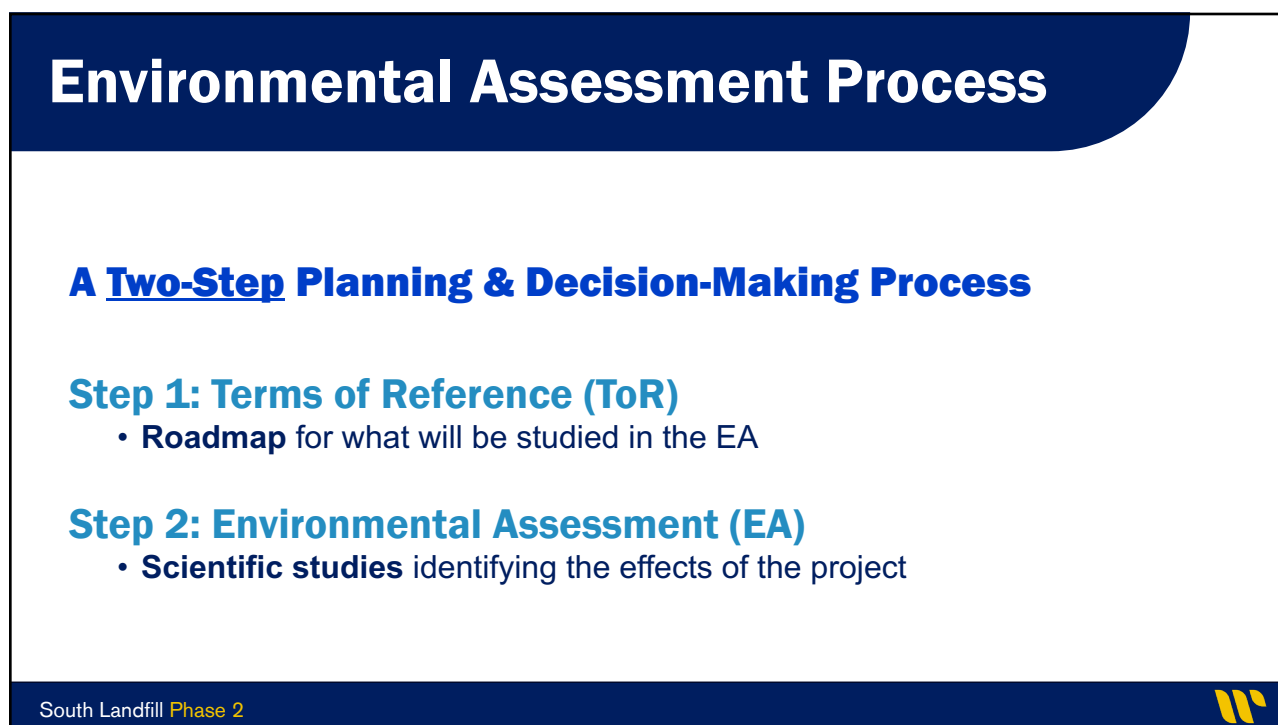 Environmental Assessment Process
A Two-Step Planning & Decision-Making Process
Step 1: Terms of Reference (ToR)
• Roadmap for what will be studied in the EA
Step 2: Environmental Assessment (EA)
• Scientific studies identifying the effects of the project
South Landfill Phase 2